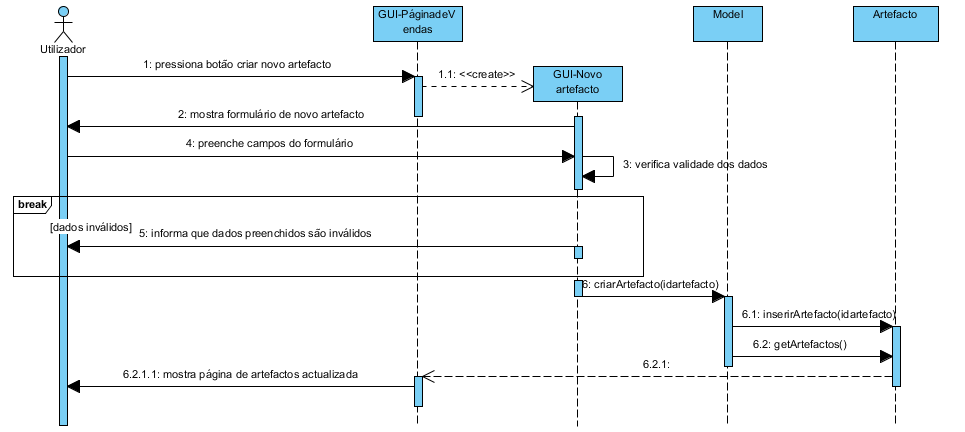 GUI-PáginadeV
endas
Model
Artefacto
Utilizador
1: pressiona botão criar novo artefacto
1.1: <<create>>
GUI-Novo
artefacto
2: mostra formulário de novo artefacto
4: preenche campos do formulário
3: verifica validade dos dados
break
[dados inválidos]
5: informa que dados preenchidos são inválidos
6: criarArtefacto(idartefacto)
6.1: inserirArtefacto(idartefacto)
6.2: getArtefactos()
6.2.1:
6.2.1.1: mostra página de artefactos actualizada